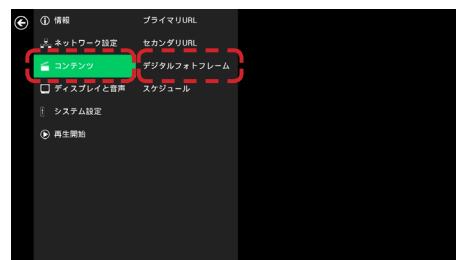 情報
ネットワーク設定
コンテンツ
ディスプレイと音声
システム設定
再生開始
プライマリURL
セカンダリURL
デジタルフォトフレーム
スケジュール